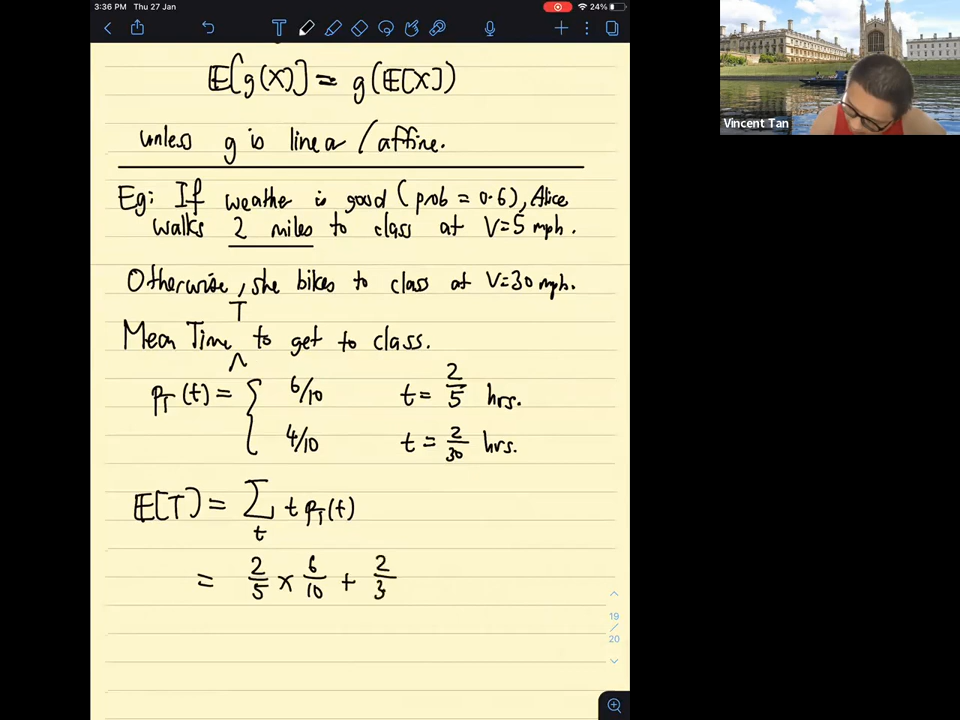 3:36 PM Thu 27 Jan
24%
T
E[g(X)] = g(E[X])
unless g is linear / affine.
Eg: If weather is good (prob = 0.6), Alice
walks 2 miles to class at V=5 mph.
Otherwise, she bikes to class at V=30 mph.
T
Mean Time ^ to get to class.
p_T(t) = { 6/10 t = 2/5 hrs.
4/10 t = 2/30 hrs.
E[T] = ∑_t t p_T(t)
= 2/5 × 6/10 + 2/3
19
/
20
Vincent Tan